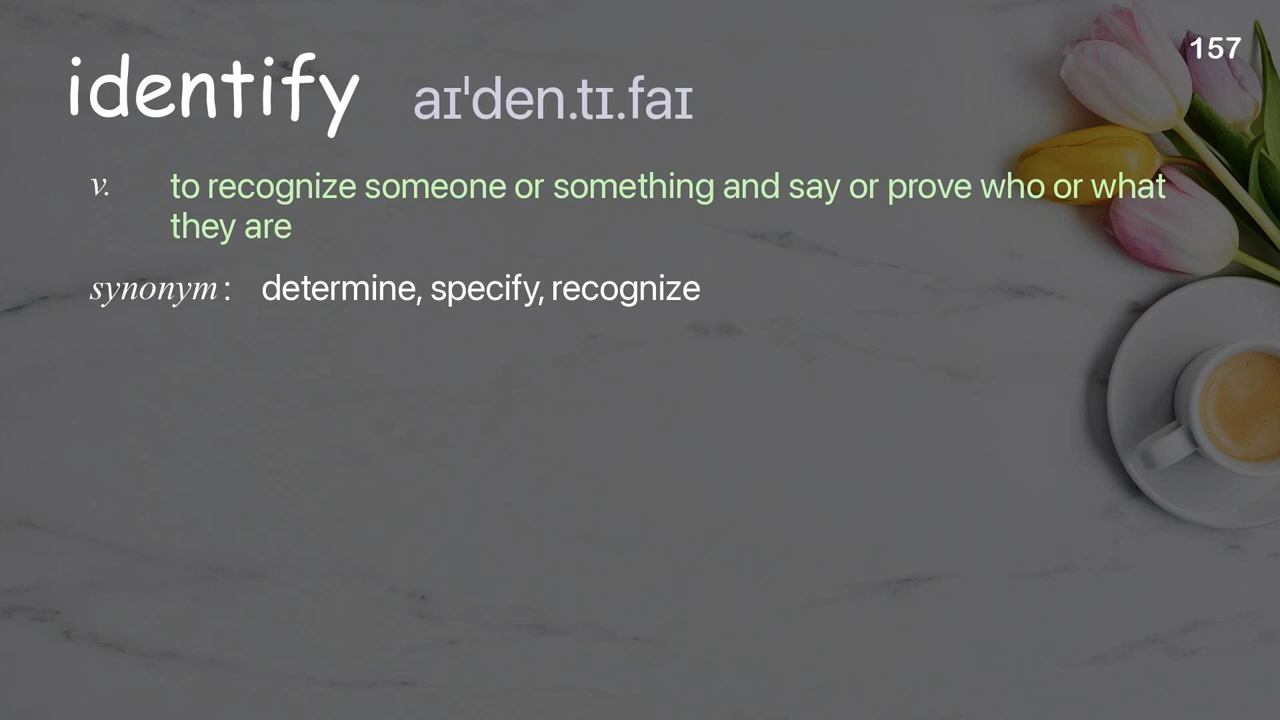 157
identify aɪˈden.tɪ.faɪ
v. to recognize someone or something and say or prove who or what
they are
synonym: determine, specify, recognize